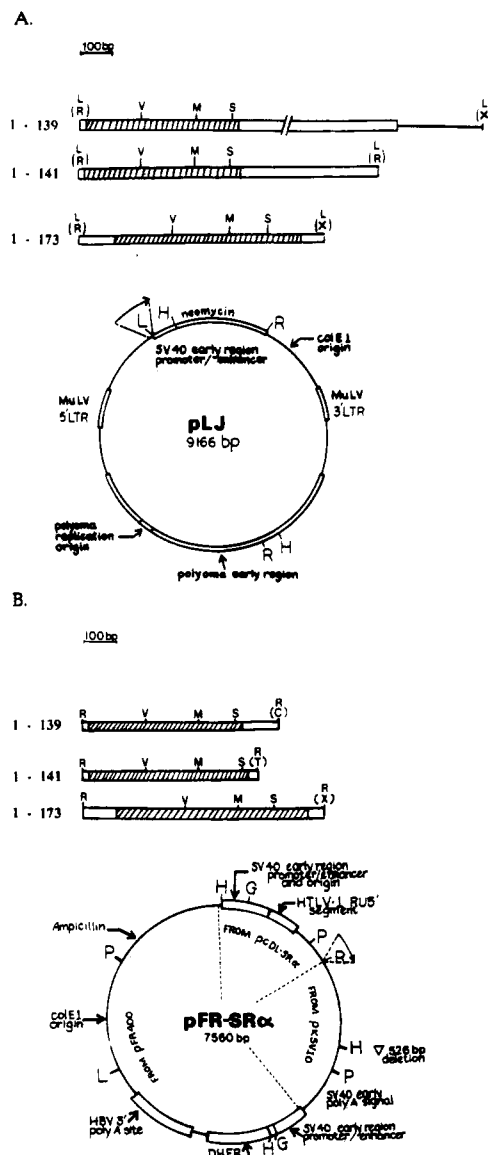 A.
100bp
L
(R)
V M S
L
(X)
1 - 139
L
(R)
V M S
L
(R)
1 - 141
L
(R)
V M S
L
(X)
1 - 173
L H neomycin R
SV40 early region
promoter/enhancer
colE1
origin
MuLV
5'LTR
MuLV
3'LTR
pLJ
9166 bp
polyoma
replication
origin
R H
polyoma early region
B.
100bp
R V M S R
(C)
1 - 139
R V M S R
(T)
1 - 141
R V M S R
(X)
1 - 173
SV40 early region
promoter/enhancer
and origin
H G
HTLV-1 RU5'
segment
Ampicillin
P
FROM pcDL-SRα
P
R
colE1
origin
FROM pFR400
pFR-SRα
7560 bp
FROM pKSV10
H
▽ 526 bp
deletion
P
L
SV40 early
poly A signal
HBV 3'
poly A site
DHFR
H G
SV40 early region
promoter/enhancer